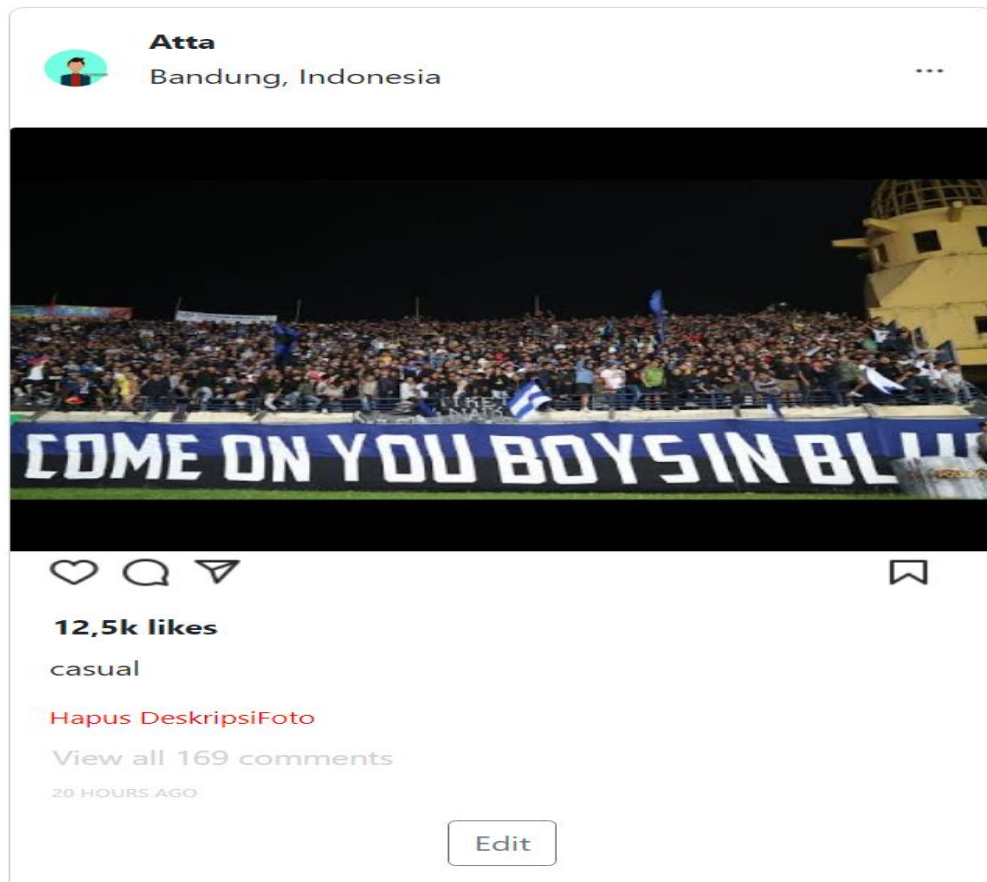 Atta
Bandung, Indonesia
COME ON YOU BOYS IN BLU
12,5k likes
casual
Hapus DeskripsiFoto
View all 169 comments
20 HOURS AGO
Edit